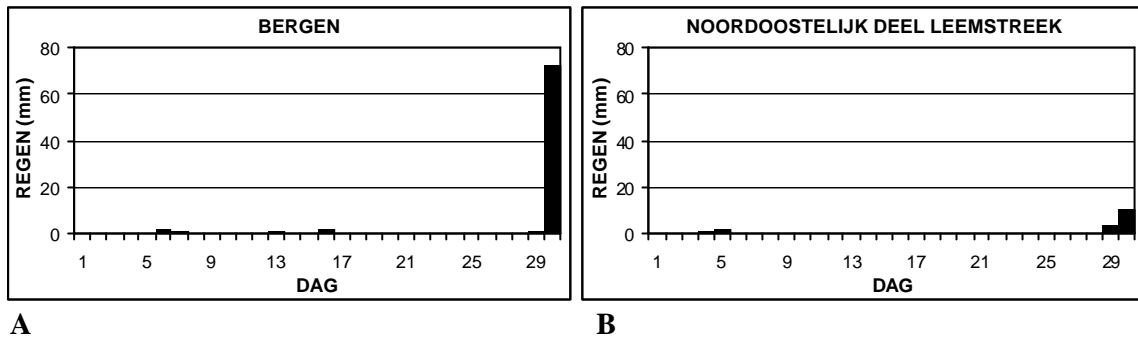 BERGEN
80
60
40
20
0
REGEN (mm)
1 5 9 13 17 21 25 29
DAG
A
NOORDOOSTELIJK DEEL LEEMSTREEK
80
60
40
20
0
REGEN (mm)
1 5 9 13 17 21 25 29
DAG
B